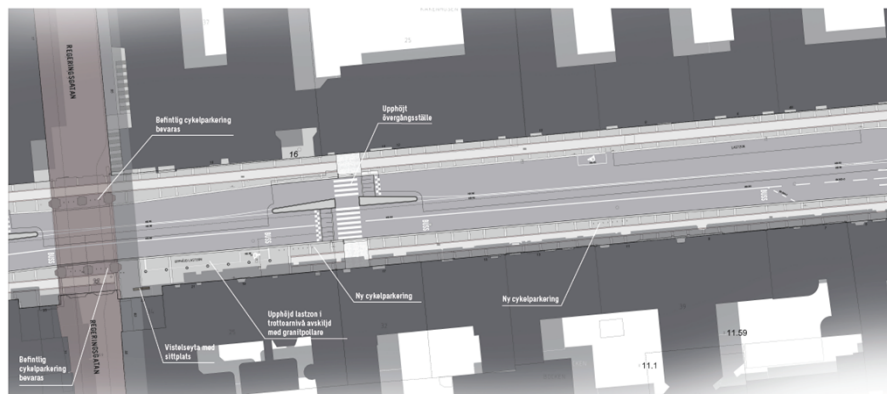 25
REGERINGSGATAN
Befintlig cykelparkering
bevaras
Upphöjt
övergångsställe
16
LASTZON
Ny cykelparkering
Ny cykelparkering
Upphöjd lastzon i
trottoarnivå avskiljd
med granitpollare
Vistelseyta med
sittplats
Befintlig
cykelparkering
bevaras
REGERINGSGATAN
11.59
11.1